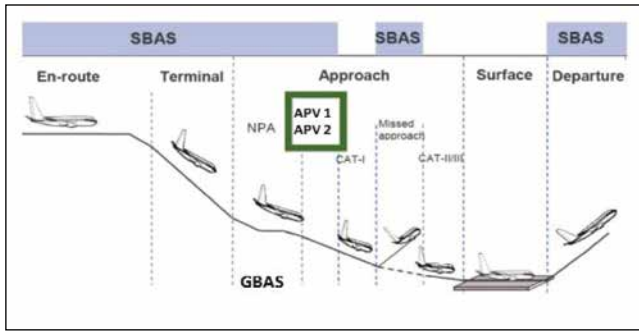 SBAS SBAS SBAS
En-route Terminal Approach Surface Departure
APV 1
NPA APV 2 Missed approach
CAT-I CAT-II/III
GBAS